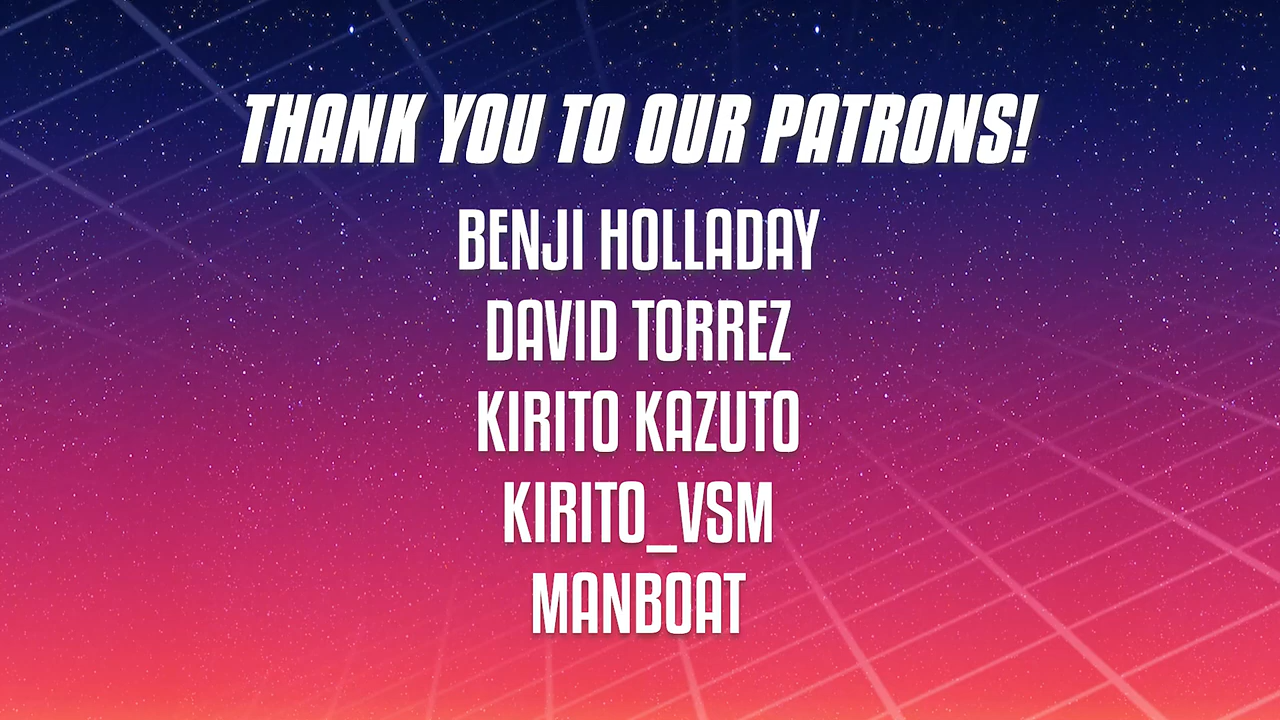 THANK YOU TO OUR PATRONS!
BENJI HOLLADAY
DAVID TORREZ
KIRITO KAZUTO
KIRITO_VSM
MANBOAT